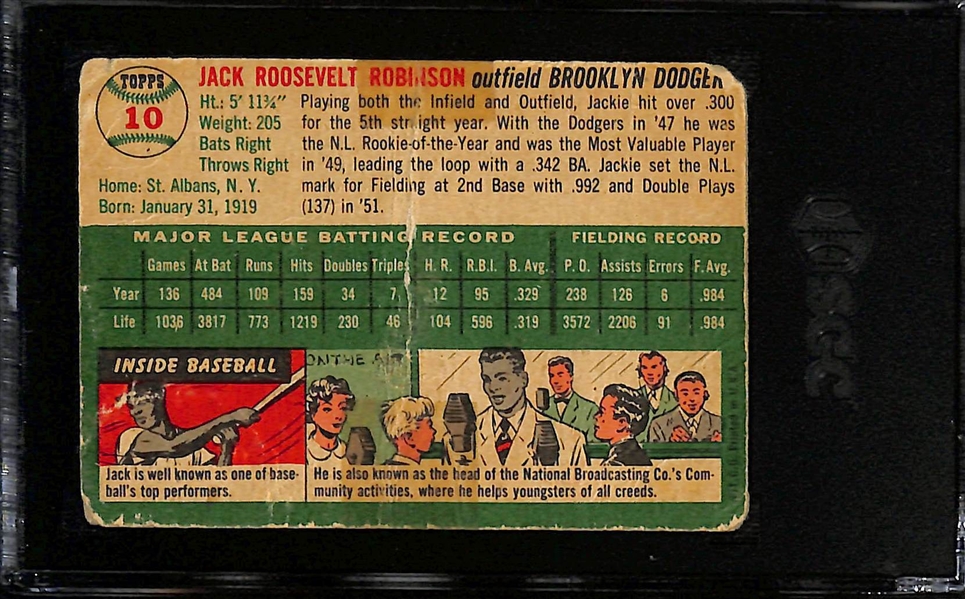 TOPPS
10
JACK ROOSEVELT ROBINSON outfield BROOKLYN DODGER
Ht.: 5' 11¾"
Weight: 205
Bats Right
Throws Right
Home: St. Albans, N. Y.
Born: January 31, 1919
Playing both the Infield and Outfield, Jackie hit over .300
for the 5th straight year. With the Dodgers in '47 he was
the N.L. Rookie-of-the-Year and was the Most Valuable Player
in '49, leading the loop with a .342 BA. Jackie set the N.L.
mark for Fielding at 2nd Base with .992 and Double Plays
(137) in '51.
MAJOR LEAGUE BATTING RECORD FIELDING RECORD
Games At Bat Runs Hits Doubles Triples H. R. R.B.I. B. Avg. P. O. Assists Errors F. Avg.
Year 136 484 109 159 34 7 12 95 .329 238 126 6 .984
Life 1036 3817 773 1219 230 46 104 596 .319 3572 2206 91 .984
INSIDE BASEBALL
ON THE AIR
Jack is well known as one of base-
ball's top performers.
He is also known as the head of the National Broadcasting Co.'s Com-
munity activities, where he helps youngsters of all creeds.
SGC